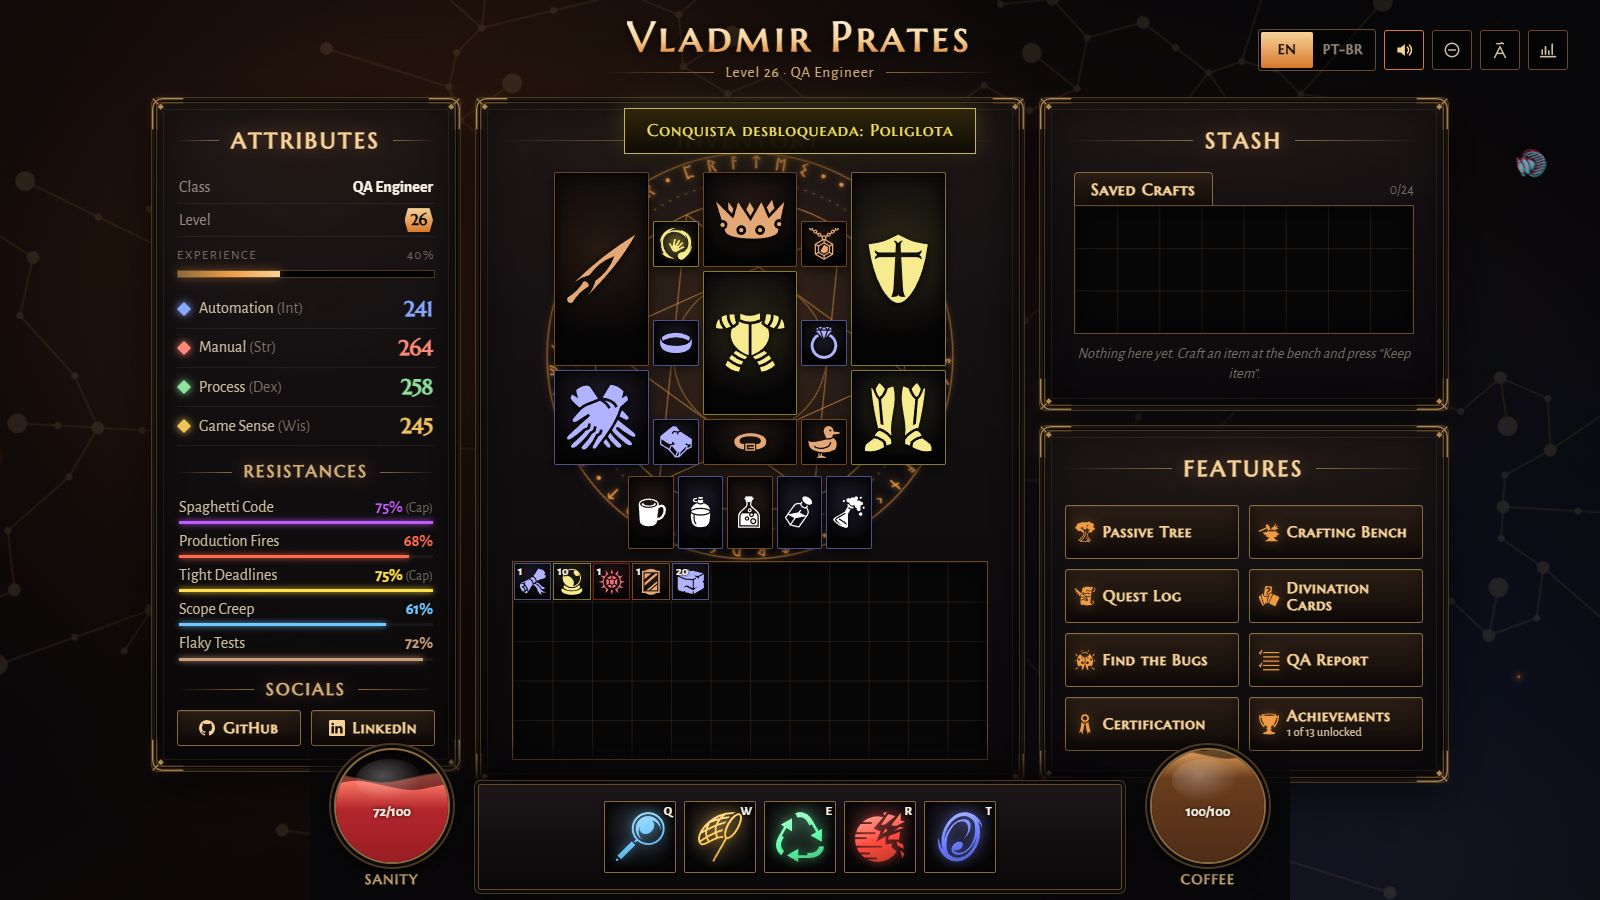 Vladmir Prates
Level 26 · QA Engineer
EN
PT-BR
Conquista desbloqueada: Poliglota
Attributes
Class QA Engineer
Level 26
EXPERIENCE 40%
Automation (Int) 241
Manual (Str) 264
Process (Dex) 258
Game Sense (Wis) 245
Resistances
Spaghetti Code 75% (Cap)
Production Fires 68%
Tight Deadlines 75% (Cap)
Scope Creep 61%
Flaky Tests 72%
Socials
GitHub
LinkedIn
1
10
1
1
20
Stash
Saved Crafts 0/24
Nothing here yet. Craft an item at the bench and press “Keep
item”.
Features
Passive Tree
Crafting Bench
Quest Log
Divination
Cards
Find the Bugs
QA Report
Certification
Achievements
1 of 13 unlocked
72/100
Sanity
Q
W
E
R
T
100/100
Coffee